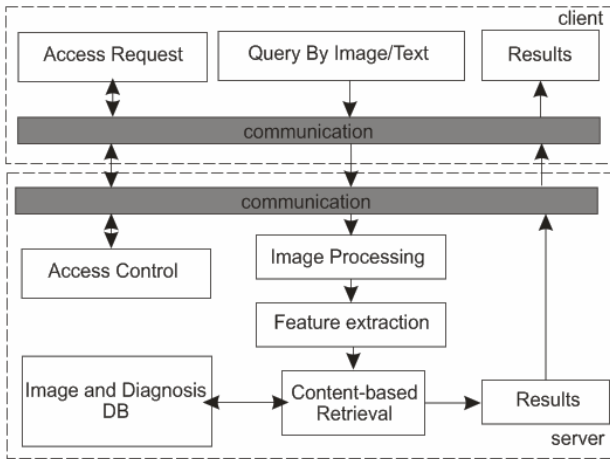 client
Access Request
Query By Image/Text
Results
communication
communication
Access Control
Image Processing
Feature extraction
Image and Diagnosis
DB
Content-based
Retrieval
Results
server